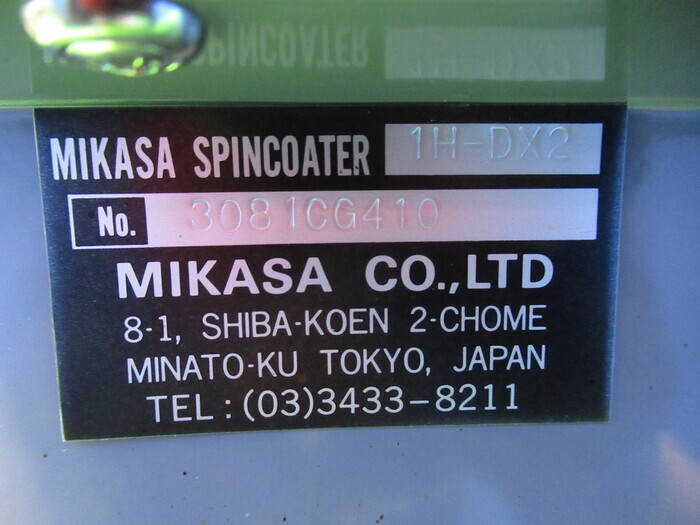 MIKASA SPINCOATER 1H-DX2
No. 3081CG410
MIKASA CO.,LTD
8-1, SHIBA-KOEN 2-CHOME
MINATO-KU TOKYO, JAPAN
TEL : (03)3433-8211